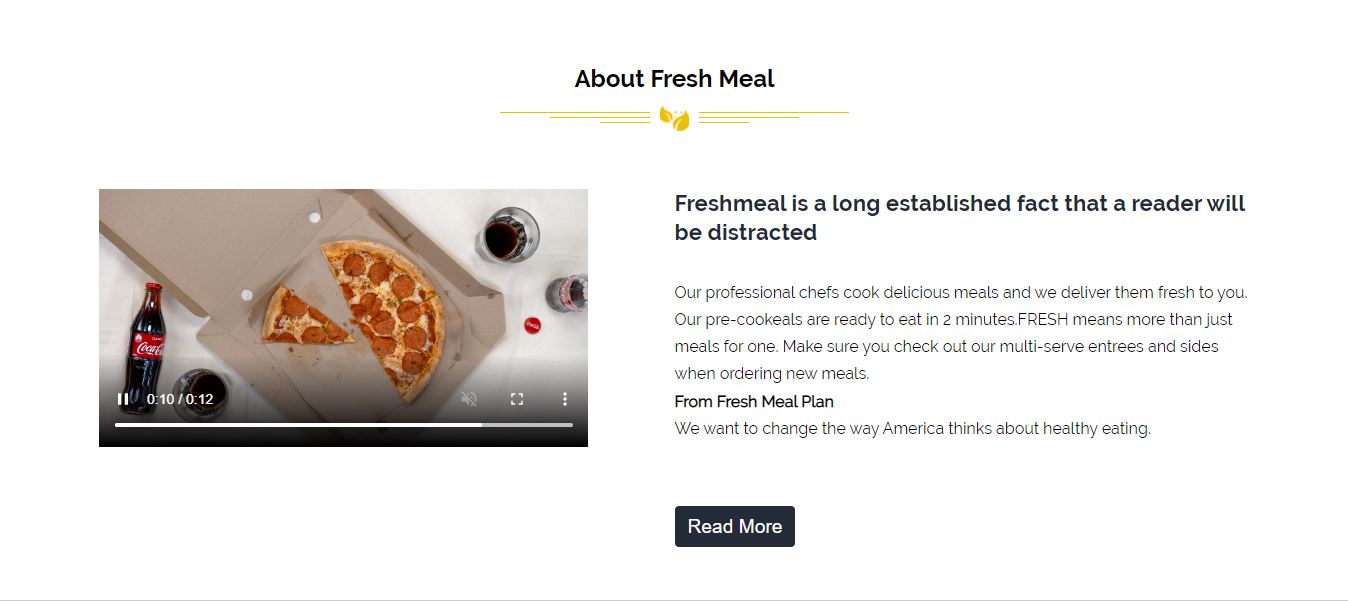 About Fresh Meal
Freshmeal is a long established fact that a reader will
be distracted
Our professional chefs cook delicious meals and we deliver them fresh to you.
Our pre-cookeals are ready to eat in 2 minutes.FRESH means more than just
meals for one. Make sure you check out our multi-serve entrees and sides
when ordering new meals.
From Fresh Meal Plan
We want to change the way America thinks about healthy eating.
Read More
Coca-Cola
0:10 / 0:12